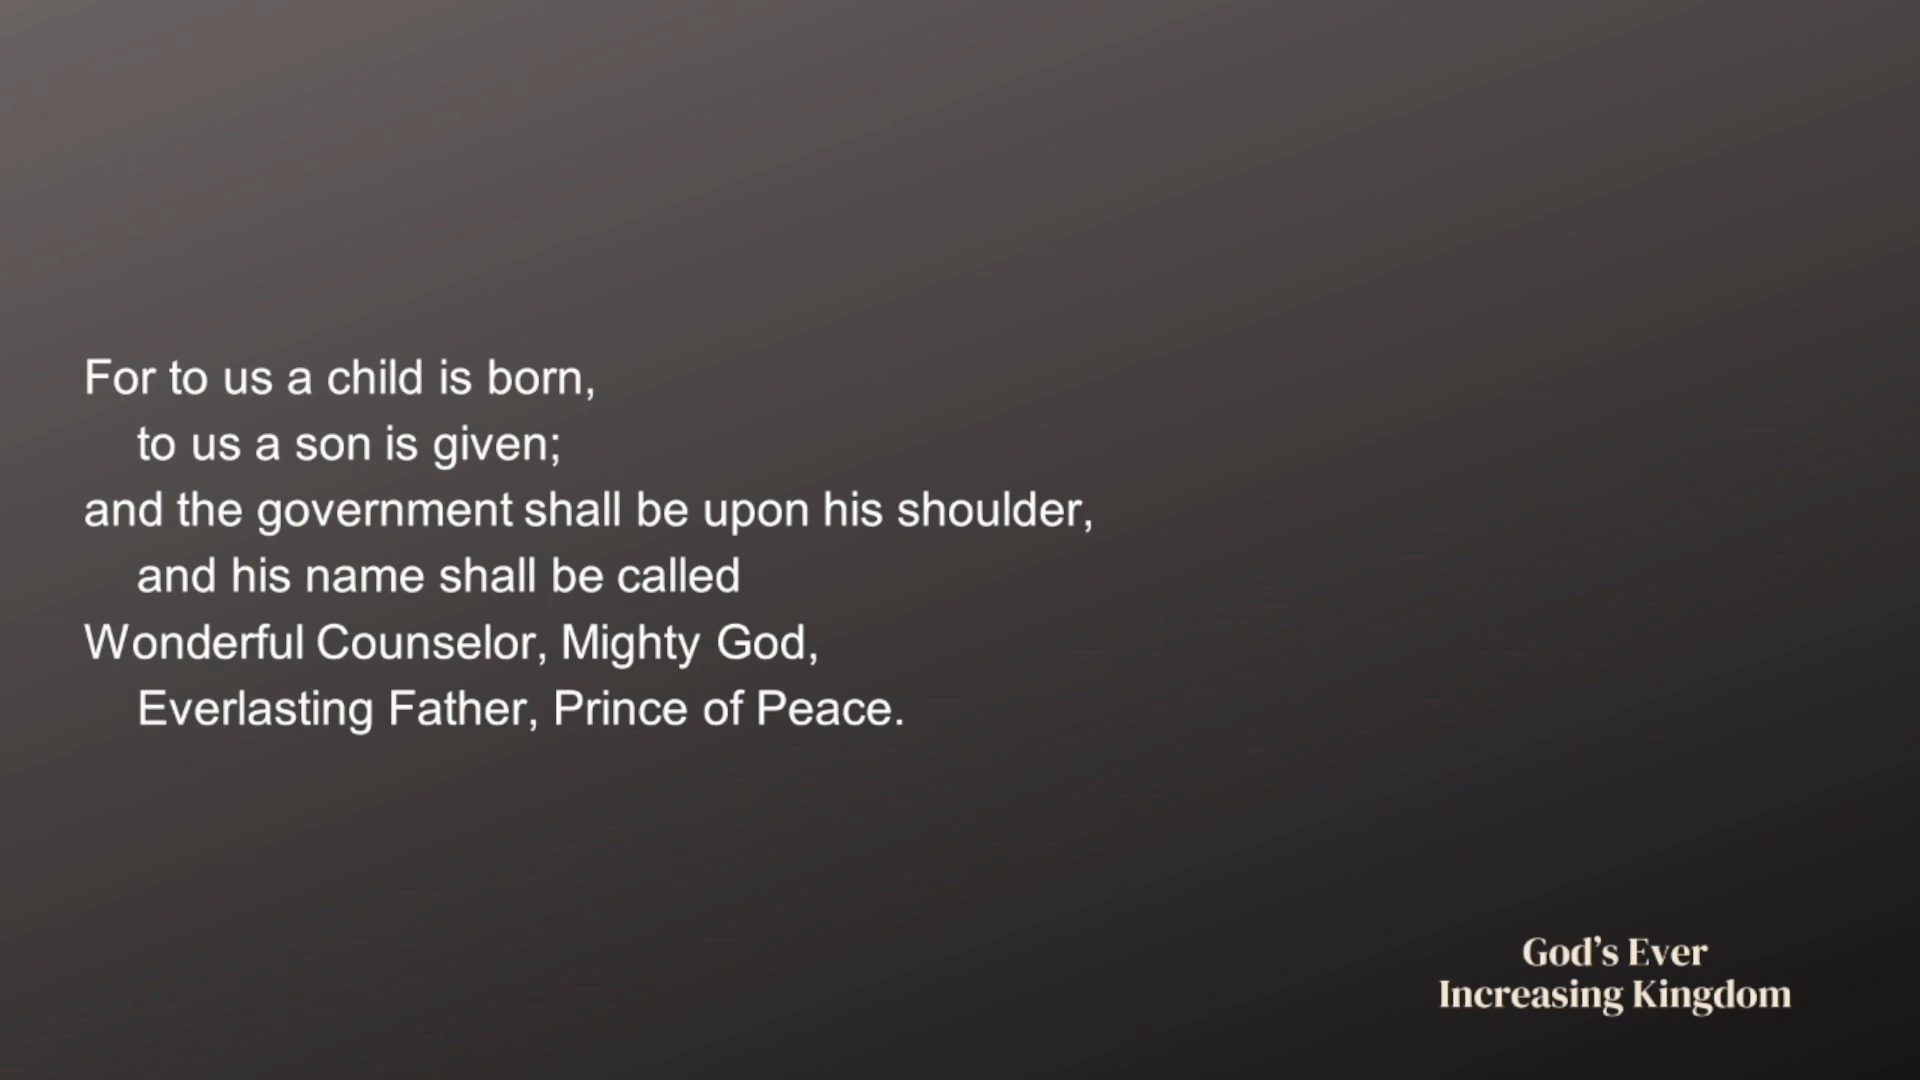 For to us a child is born,
to us a son is given;
and the government shall be upon his shoulder,
and his name shall be called
Wonderful Counselor, Mighty God,
Everlasting Father, Prince of Peace.
God’s Ever
Increasing Kingdom